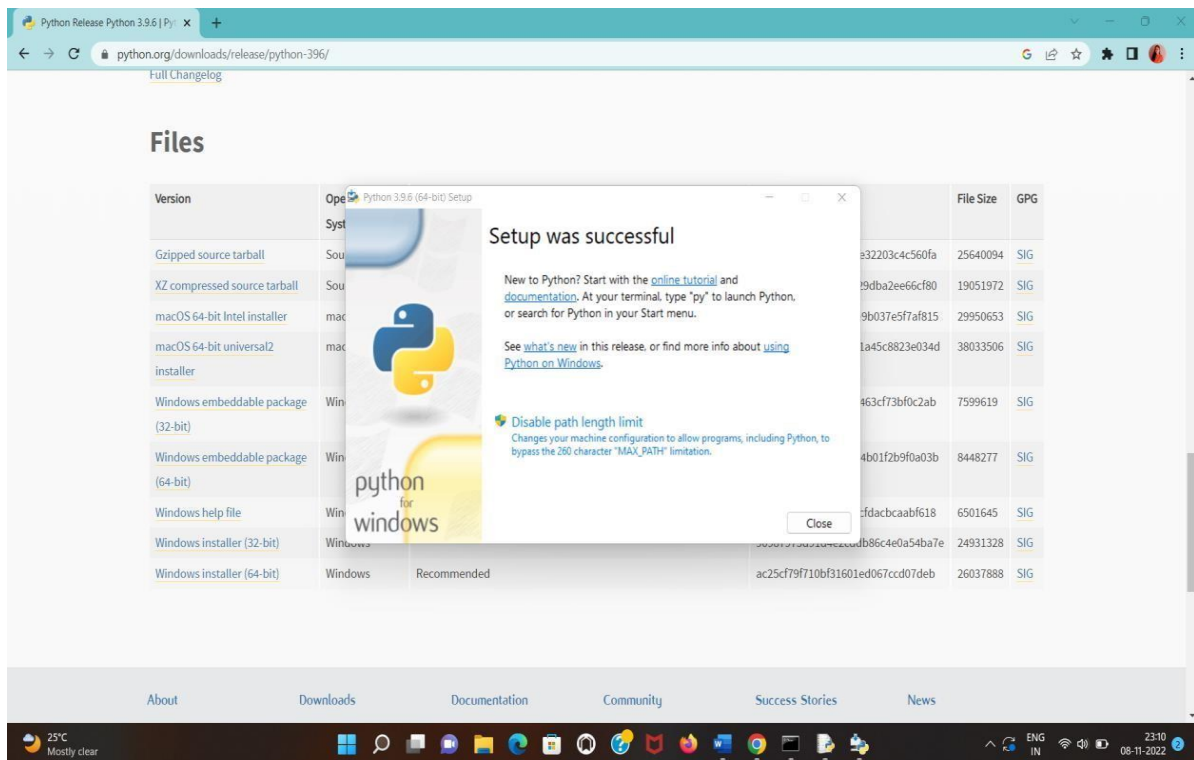 Python Release Python 3.9.6 | Pyt
python.org/downloads/release/python-396/
Full Changelog
Files
Version
Ope
Syst
File Size
GPG
Gzipped source tarball
Sou
e32203c4c560fa
25640094
SIG
XZ compressed source tarball
Sou
29dba2ee66cf80
19051972
SIG
macOS 64-bit Intel installer
mac
9b037e5f7af815
29950653
SIG
macOS 64-bit universal2
installer
mac
1a45c8823e034d
38033506
SIG
Windows embeddable package
(32-bit)
Win
463cf73bf0c2ab
7599619
SIG
Windows embeddable package
(64-bit)
Win
4b01f2b9f0a03b
8448277
SIG
Windows help file
Win
cfdacbcaabf618
6501645
SIG
Windows installer (32-bit)
Windows
24931328
SIG
Windows installer (64-bit)
Windows
Recommended
ac25cf79f710bf31601ed067ccd07deb
26037888
SIG
Python 3.9.6 (64-bit) Setup
Setup was successful
New to Python? Start with the online tutorial and
documentation. At your terminal, type "py" to launch Python,
or search for Python in your Start menu.
See what's new in this release, or find more info about using
Python on Windows.
Disable path length limit
Changes your machine configuration to allow programs, including Python, to
bypass the 260 character "MAX_PATH" limitation.
python
for
windows
Close
About
Downloads
Documentation
Community
Success Stories
News
25°C
Mostly clear
ENG
IN
23:10
08-11-2022
2